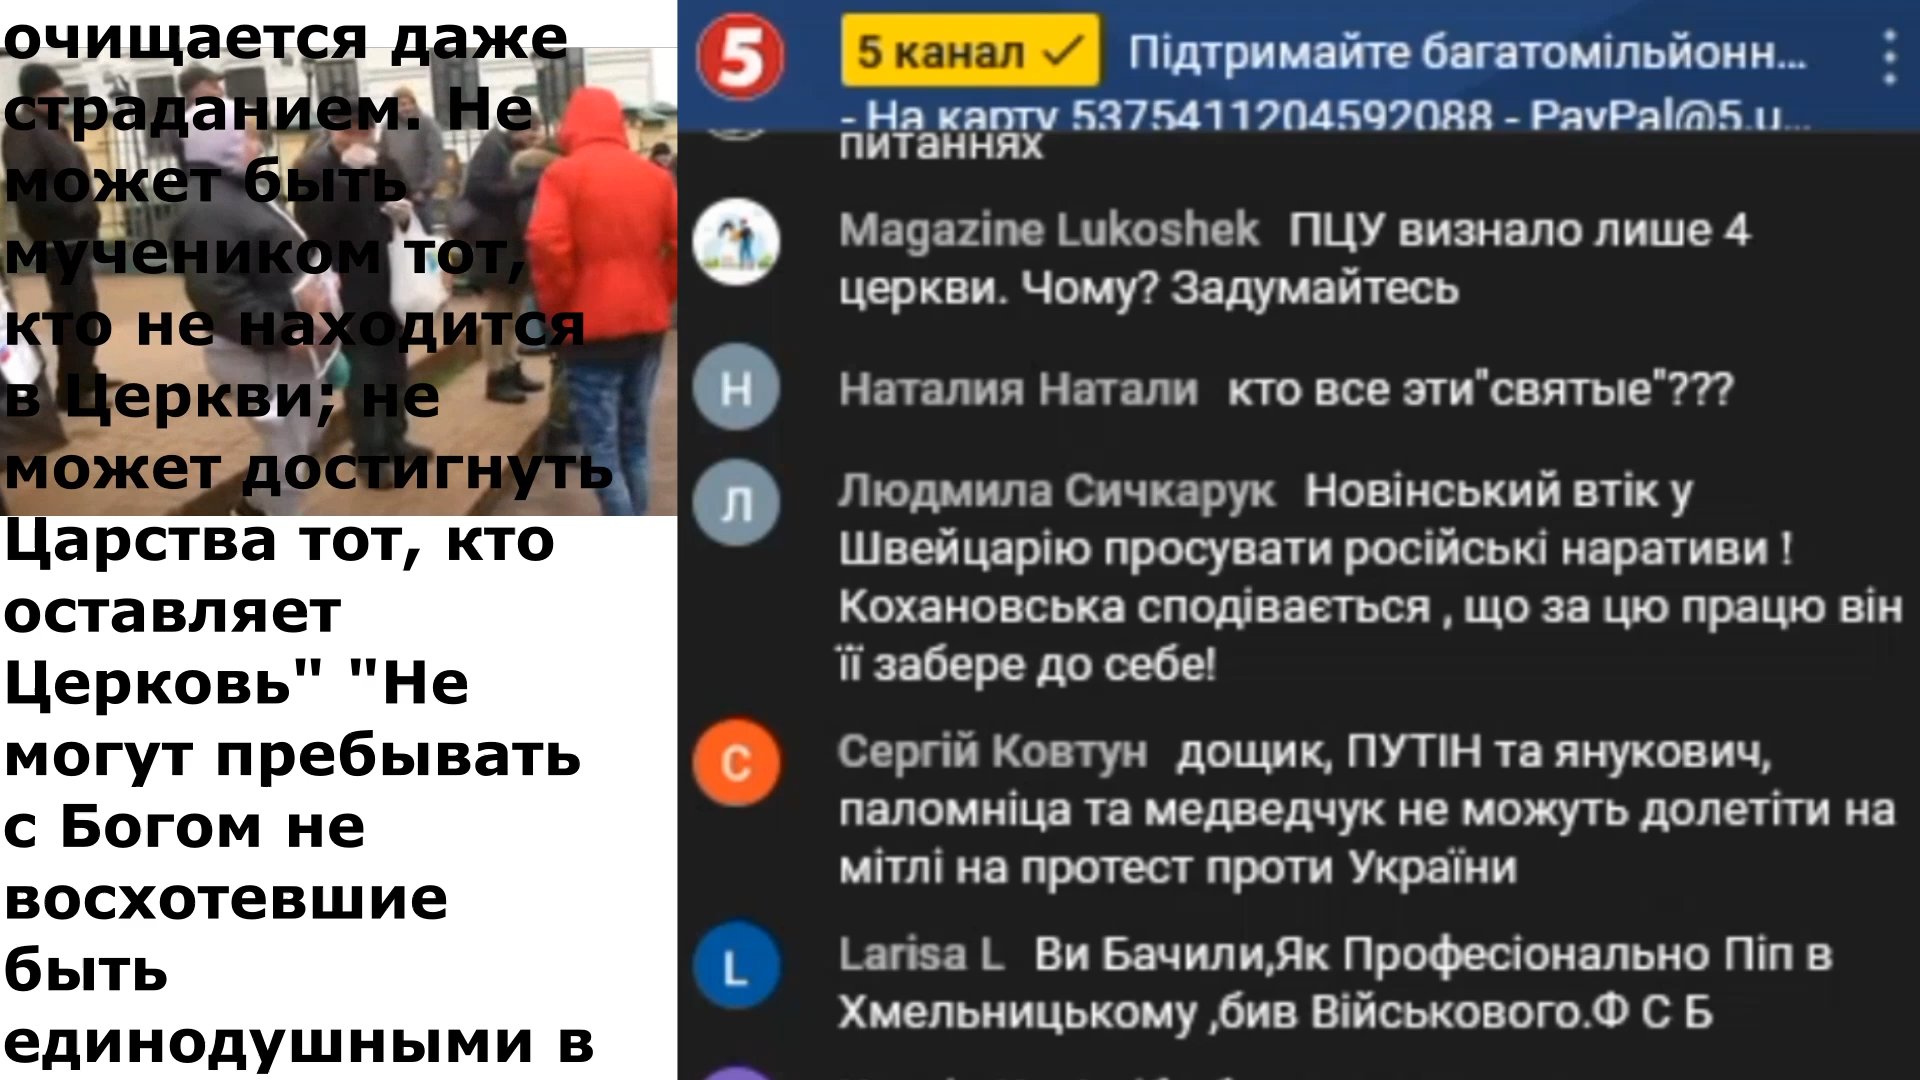 очищается даже
страданием. Не
может быть
мучеником тот,
кто не находится
в Церкви; не
может достигнуть
Царства тот, кто
оставляет
Церковь" "Не
могут пребывать
с Богом не
восхотевшие
быть
единодушными в
5
5 канал Підтримайте багатомільйонн...
- На карту 5375411204592088 - PayPal@5.u...
питаннях
Magazine Lukoshek ПЦУ визнало лише 4
церкви. Чому? Задумайтесь
Н
Наталия Натали кто все эти"святые"???
Л
Людмила Сичкарук Новінський втік у
Швейцарію просувати російські наративи !
Кохановська сподівається , що за цю працю він
її забере до себе!
С
Сергій Ковтун дощик, ПУТІН та янукович,
паломніца та медведчук не можуть долетіти на
мітлі на протест проти України
L
Larisa L Ви Бачили,Як Професіонально Піп в
Хмельницькому ,бив Військового.Ф С Б